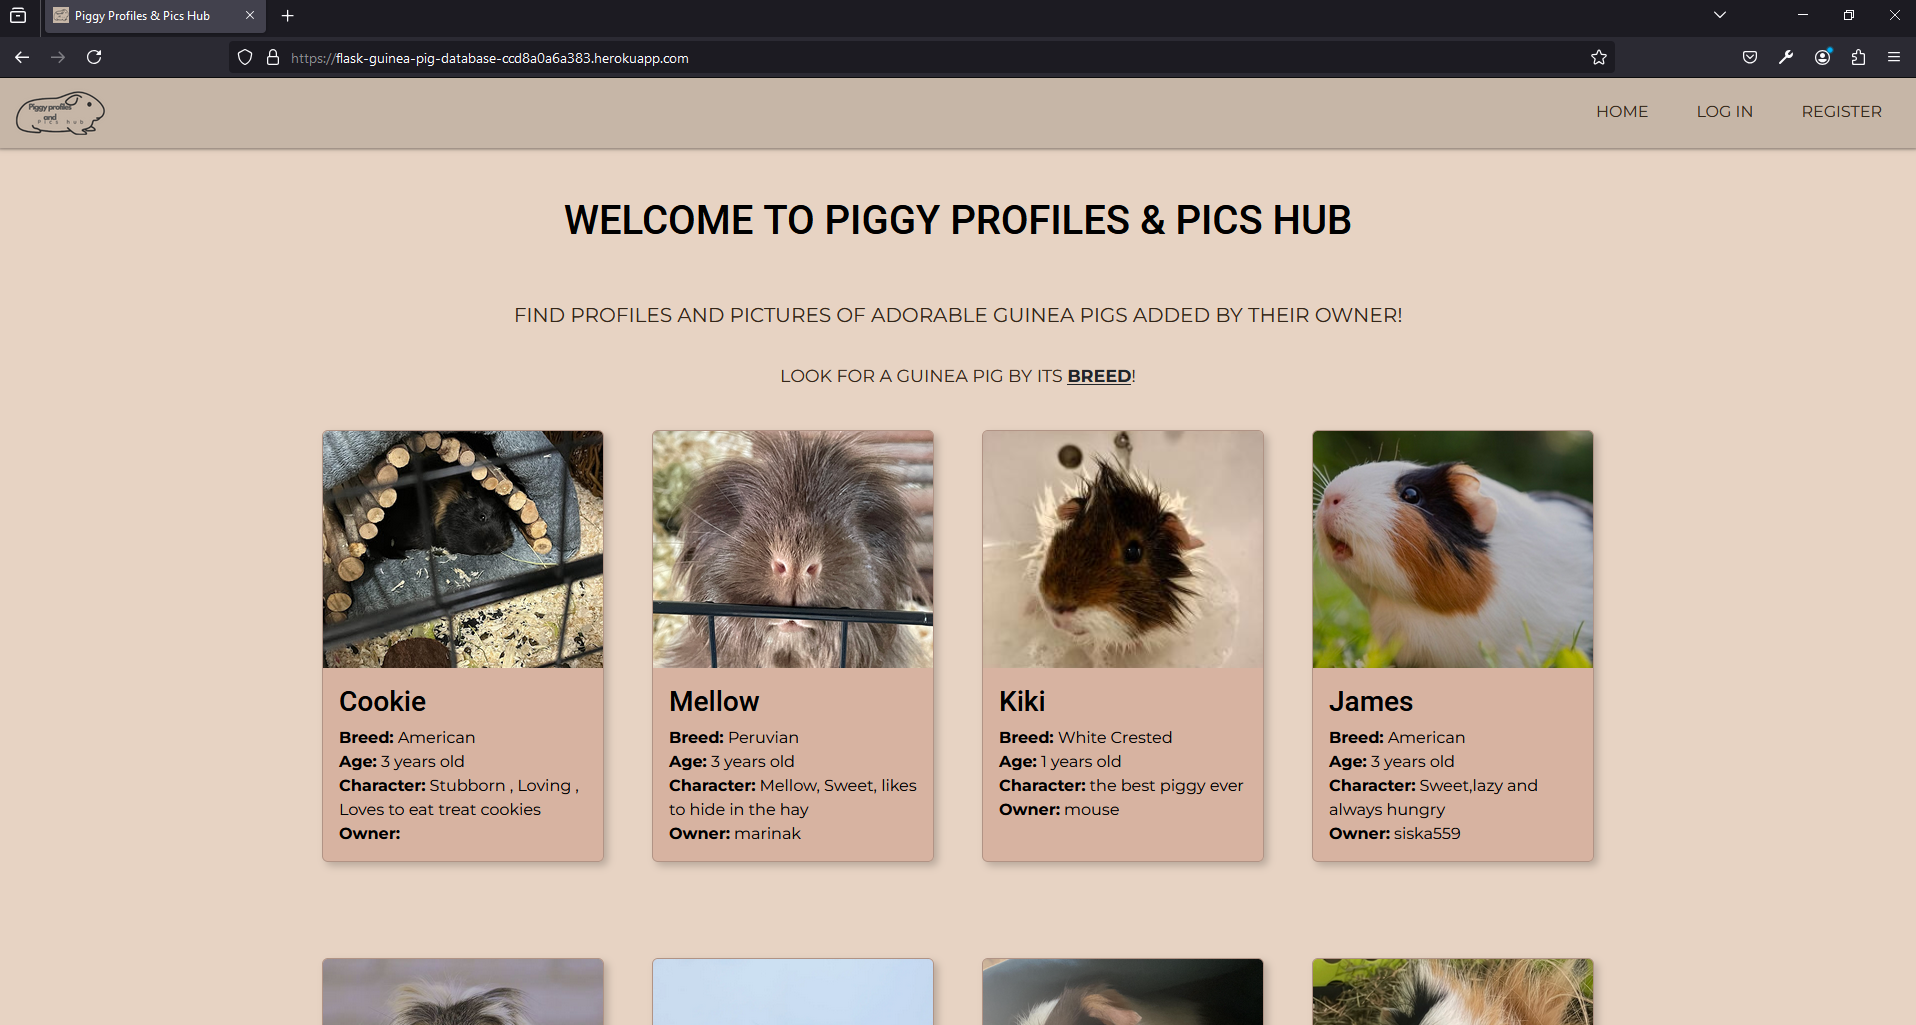 Piggy Profiles & Pics Hub
https://flask-guinea-pig-database-ccd8a0a6a383.herokuapp.com
Piggy profiles
and
Pics hub
HOME
LOG IN
REGISTER
WELCOME TO PIGGY PROFILES & PICS HUB
FIND PROFILES AND PICTURES OF ADORABLE GUINEA PIGS ADDED BY THEIR OWNER!
LOOK FOR A GUINEA PIG BY ITS BREED!
Cookie
Breed: American
Age: 3 years old
Character: Stubborn , Loving ,
Loves to eat treat cookies
Owner:
Mellow
Breed: Peruvian
Age: 3 years old
Character: Mellow, Sweet, likes
to hide in the hay
Owner: marinak
Kiki
Breed: White Crested
Age: 1 years old
Character: the best piggy ever
Owner: mouse
James
Breed: American
Age: 3 years old
Character: Sweet,lazy and
always hungry
Owner: siska559